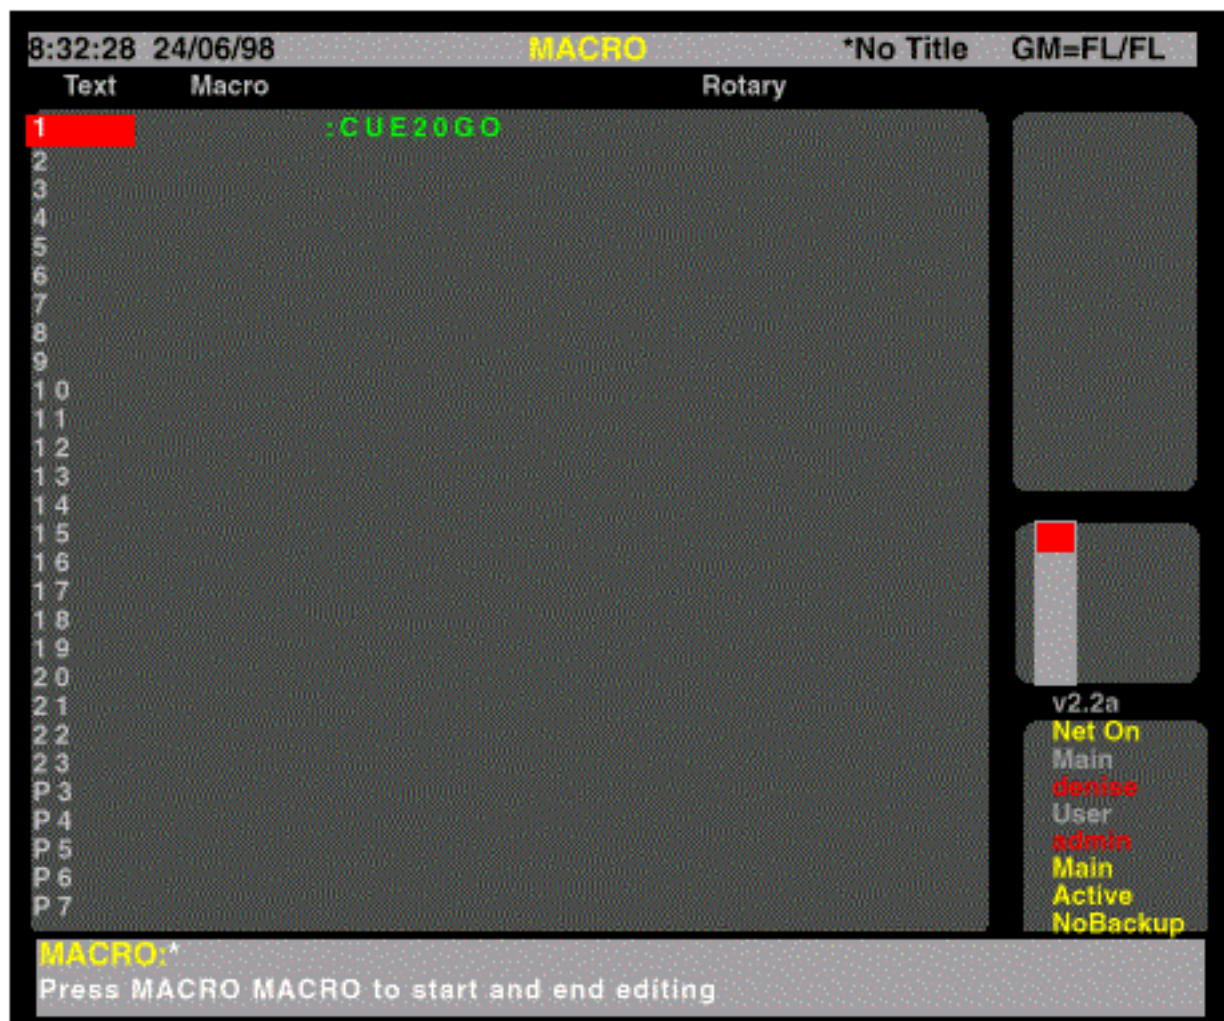 8:32:28 24/06/98 MACRO *No Title GM=FL/FL
Text Macro Rotary
1 :CUE20GO
2
3
4
5
6
7
8
9
10
11
12
13
14
15
16
17
18
19
20
21
22
23
P3
P4
P5
P6
P7
v2.2a
Net On
Main
denise
User
admin
Main
Active
NoBackup
MACRO:*
Press MACRO MACRO to start and end editing